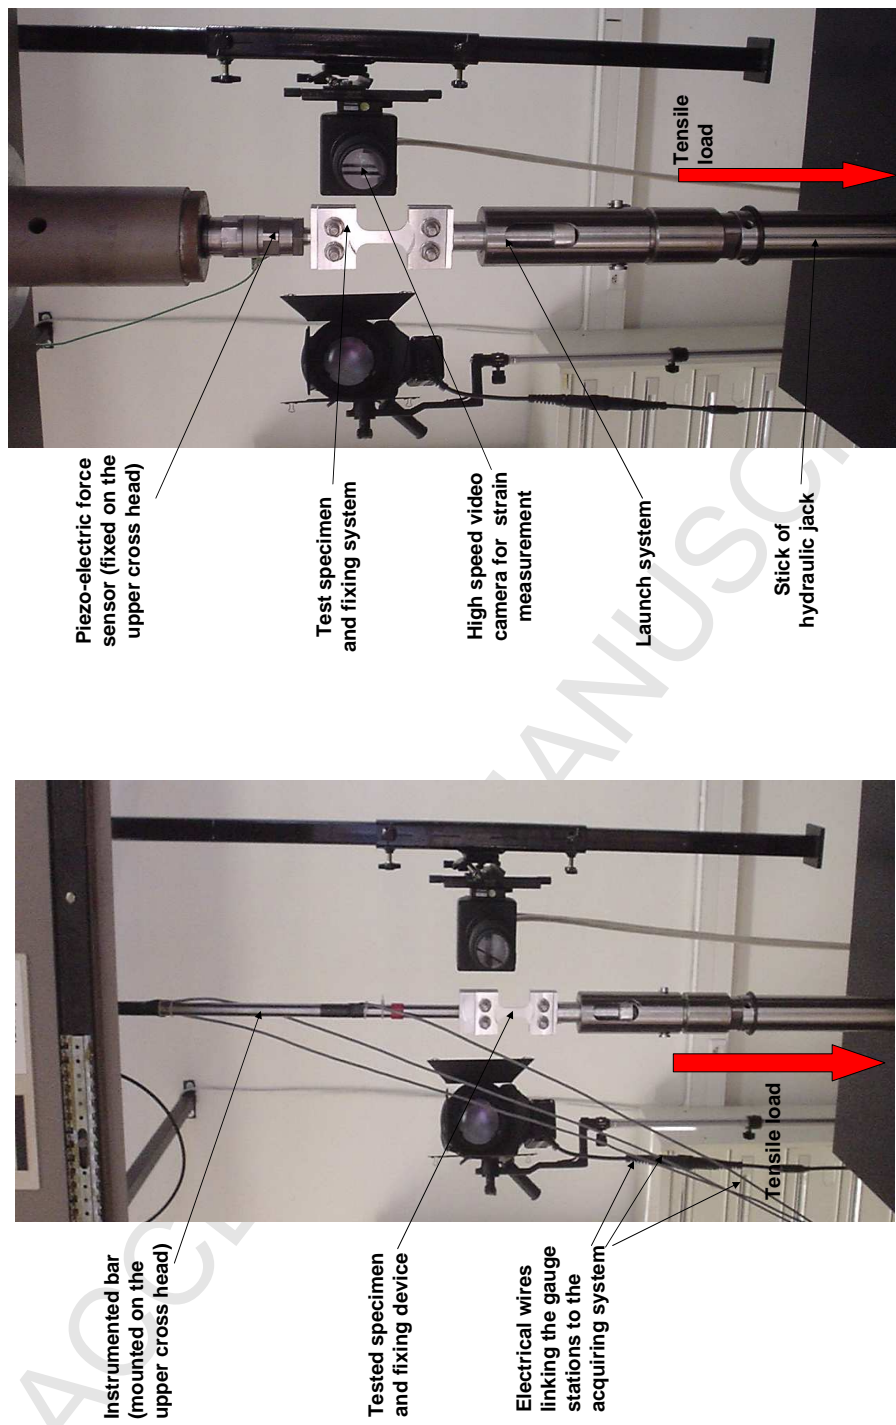 Piezo-electric force
sensor (fixed on the
upper cross head)
Test specimen
and fixing system
High speed video
camera for strain
measurement
Launch system
Stick of
hydraulic jack
Tensile
load
Instrumented bar
(mounted on the
upper cross head)
Tested specimen
and fixing device
Electrical wires
linking the gauge
stations to the
acquiring system
Tensile load